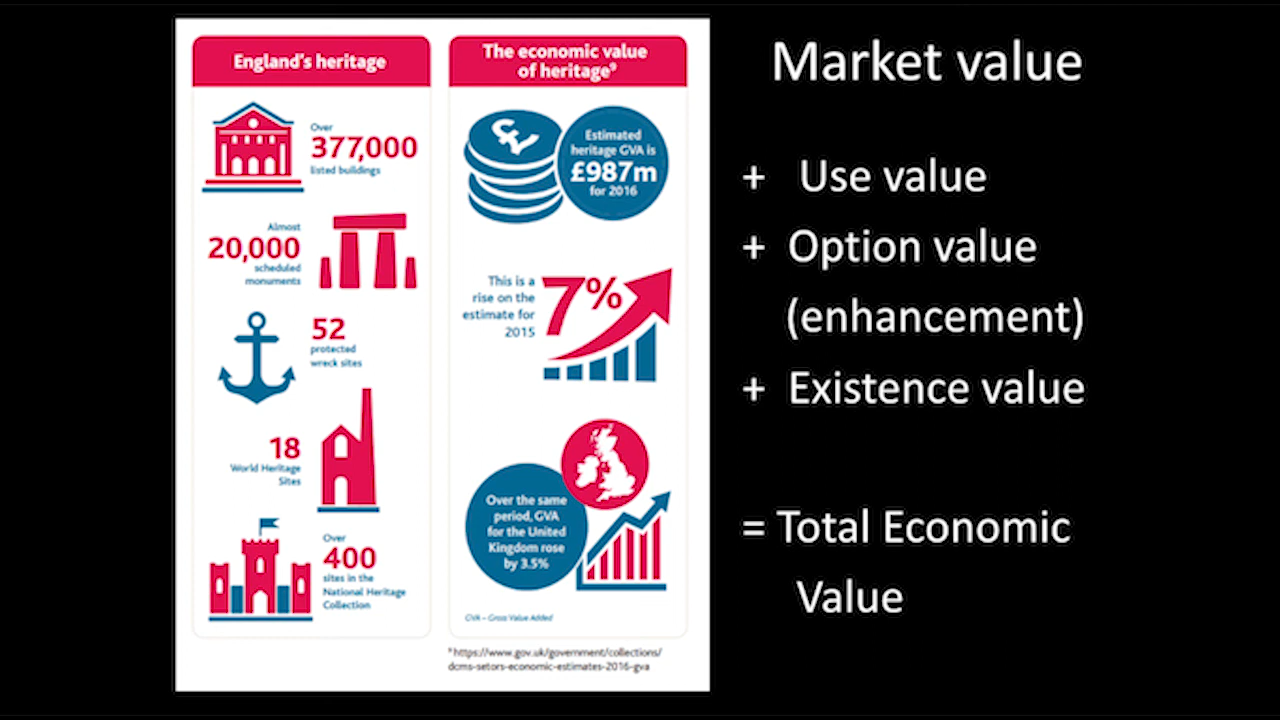 England's heritage
Over
377,000
listed buildings
Almost
20,000
scheduled
monuments
52
protected
wreck sites
18
World Heritage
Sites
Over
400
sites in the
National Heritage
Collection
The economic value
of heritage⁹
£
Estimated
heritage GVA is
£987m
for 2016
This is a
rise on the
estimate for
2015
7%
Over the same
period, GVA
for the United
Kingdom rose
by 3.5%
GVA – Gross Value Added
⁹ https://www.gov.uk/government/collections/
dcms-setors-economic-estimates-2016-gva
Market value
+ Use value
+ Option value
(enhancement)
+ Existence value
= Total Economic
Value